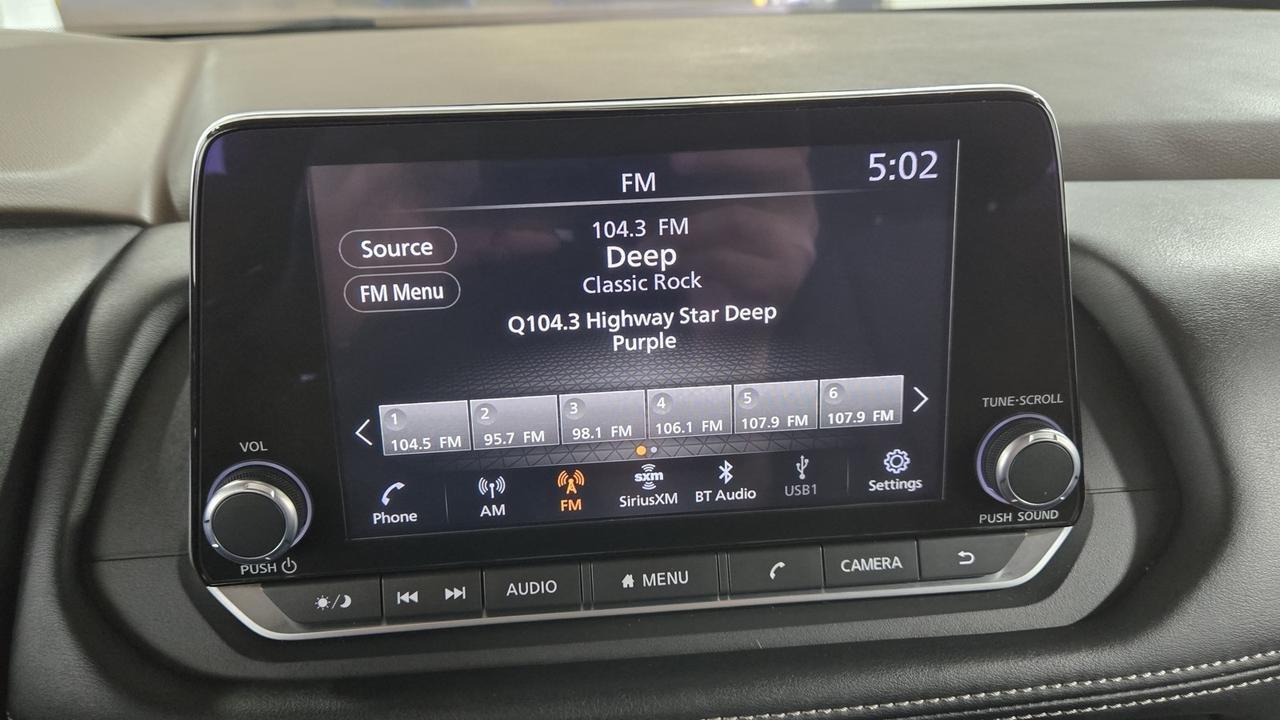 FM
5:02
104.3 FM
Source
Deep
Classic Rock
FM Menu
Q104.3 Highway Star Deep
Purple
1
104.5 FM
2
95.7 FM
3
98.1 FM
4
106.1 FM
5
107.9 FM
6
107.9 FM
Phone
AM
FM
sxm
SiriusXM
BT Audio
USB1
Settings
VOL
PUSH
TUNE·SCROLL
PUSH SOUND
AUDIO
MENU
CAMERA